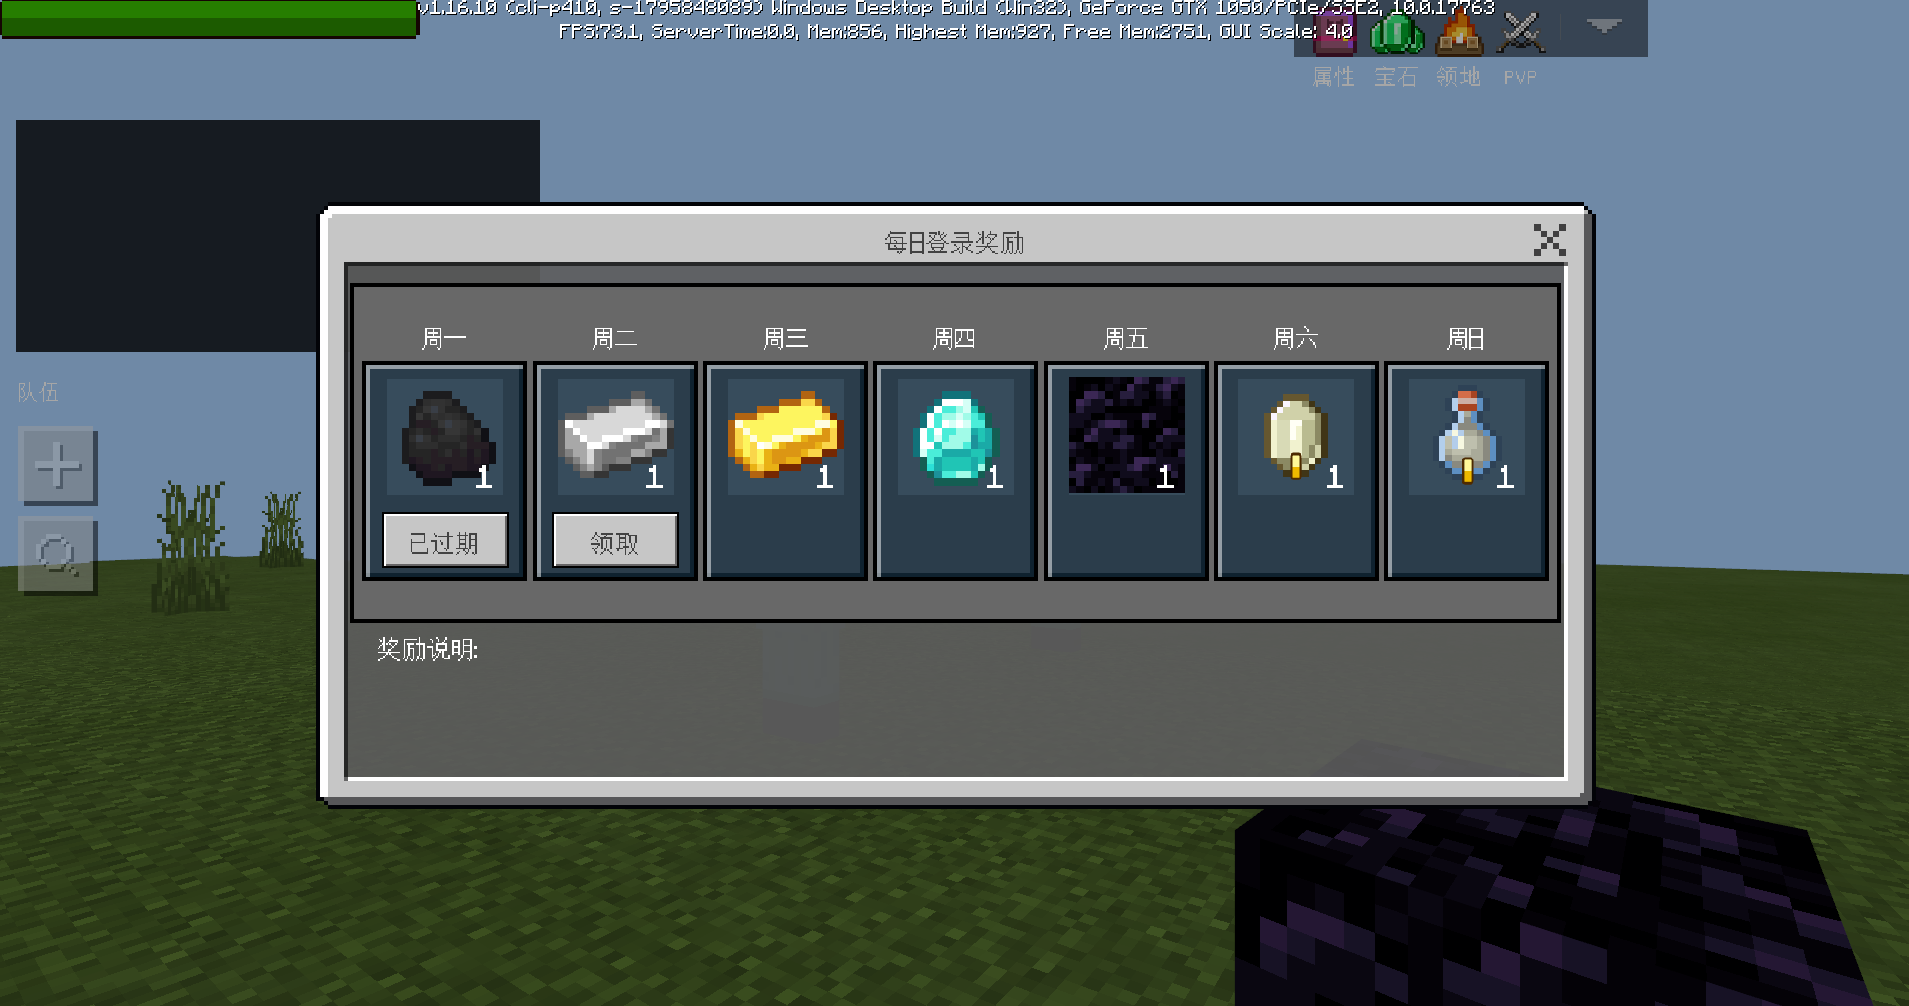 v1.16.10 (cli-p410, s-1795848089) Windows Desktop Build (Win32), GeForce GTX 1050/PCIe/SSE2, 10.0.17763
FPS:73.1, ServerTime:0.0, Mem:856, Highest Mem:927, Free Mem:2751, GUI Scale: 4.0
属性 宝石 领地 PVP
每日登录奖励
周一 周二 周三 周四 周五 周六 周日
1 1 1 1 1 1 1
队伍
已过期 领取
奖励说明: